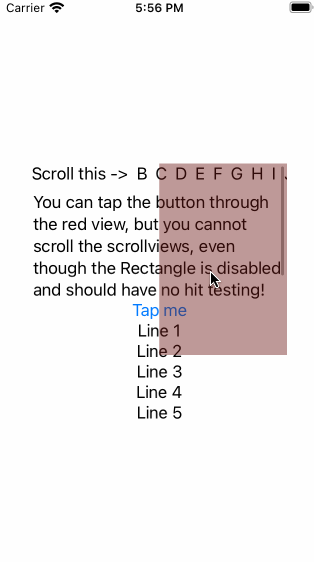 Carrier 5:56 PM
Scroll this -> B C D E F G H I J
You can tap the button through
the red view, but you cannot
scroll the scrollviews, even
though the Rectangle is disabled
and should have no hit testing!
Tap me
Line 1
Line 2
Line 3
Line 4
Line 5